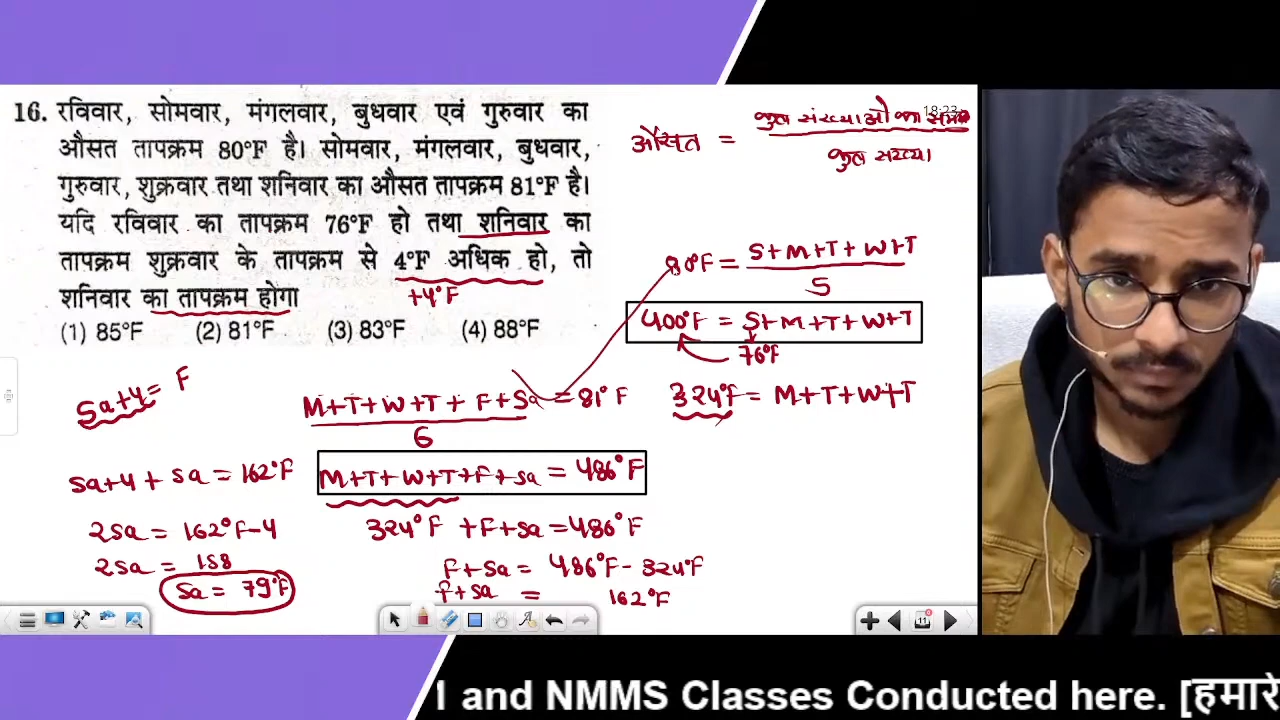 16. रविवार, सोमवार, मंगलवार, बुधवार एवं गुरुवार का
औसत तापक्रम 80°F है। सोमवार, मंगलवार, बुधवार,
गुरुवार, शुक्रवार तथा शनिवार का औसत तापक्रम 81°F है।
यदि रविवार का तापक्रम 76°F हो तथा शनिवार का
तापक्रम शुक्रवार के तापक्रम से 4°F अधिक हो, तो
+4°F
शनिवार का तापक्रम होगा
(1) 85°F (2) 81°F (3) 83°F (4) 88°F
18:23
औसत = कुल संख्याओं का
कुल संख्या
80°F = S+M+T+W+T
5
400°F = S+M+T+W+T
76°F
324°F = M+T+W+T
M+T+W+T+F+Sa = 81°F
6
M+T+W+T+F+Sa = 486°F
324°F + F+Sa = 486°F
F+Sa = 486°F - 324°F
F+Sa = 162°F
Sa+4 = F
Sa+4 + Sa = 162°F
2Sa = 162°F-4
2Sa = 158
Sa = 79°F
11
and NMMS Classes Conducted here. [हमारे